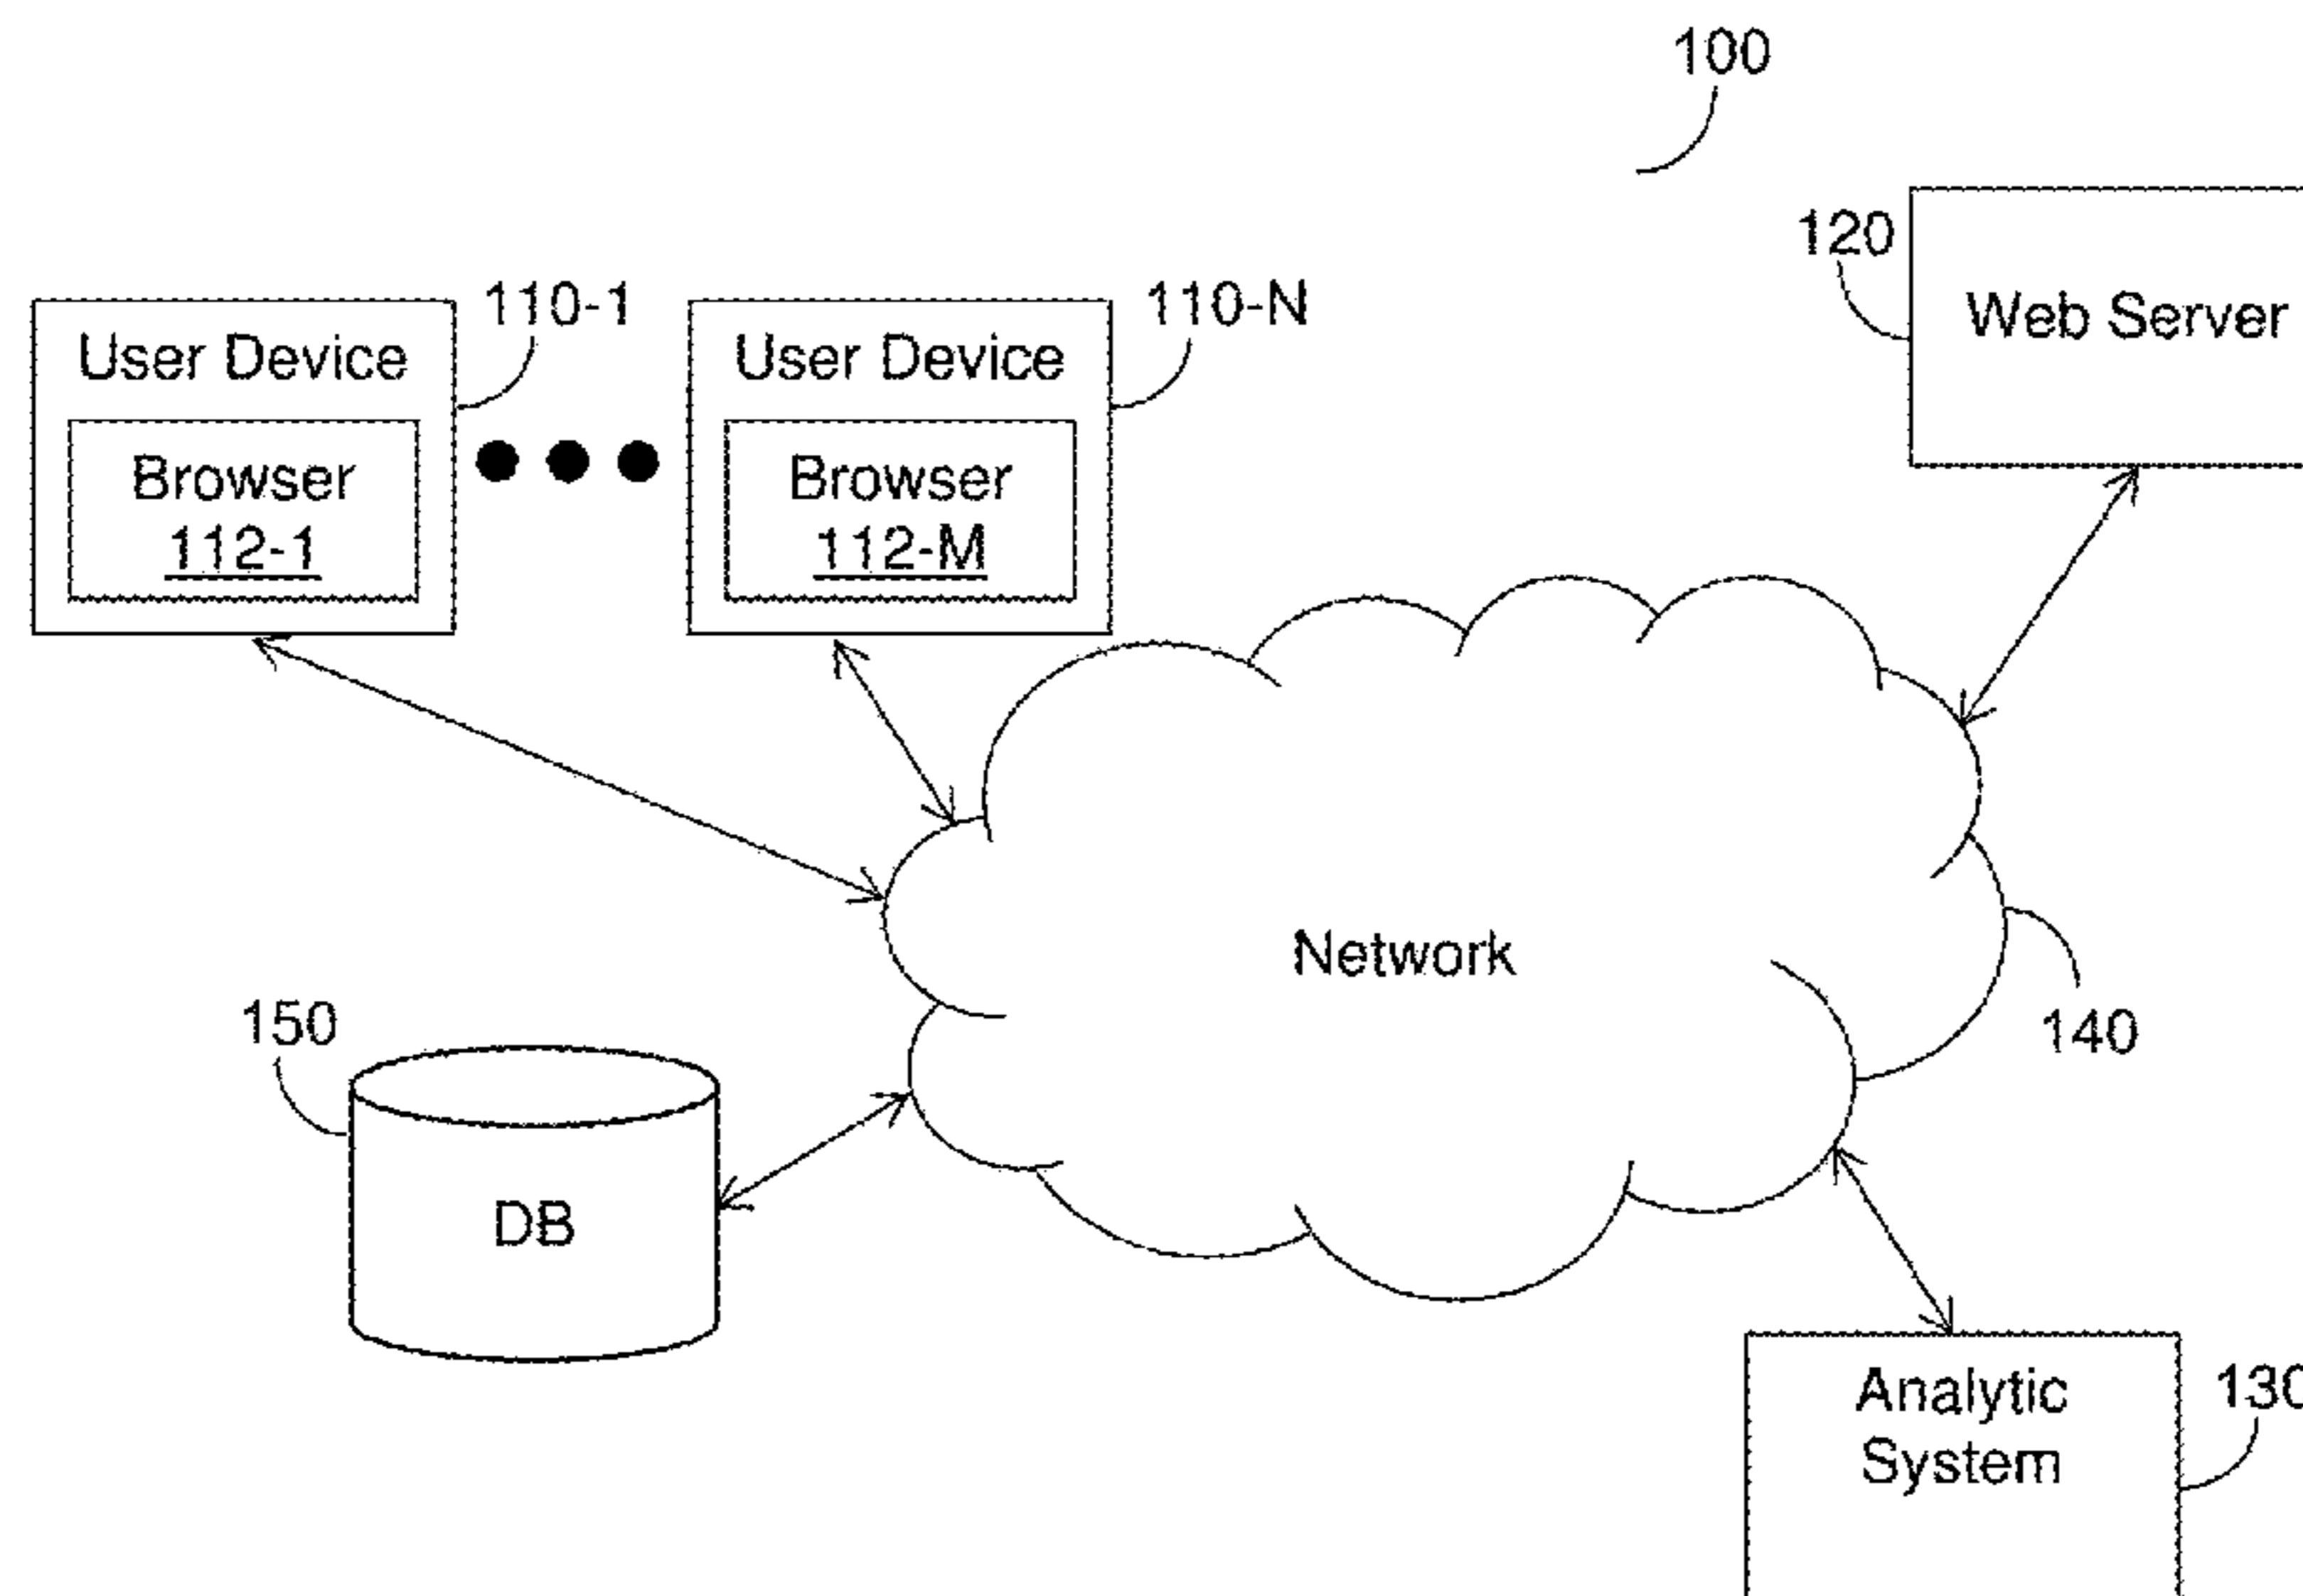 100
120
Web Server
110-1
110-N
User Device
User Device
Browser
112-1
Browser
112-M
Network
140
150
DB
Analytic
System
130